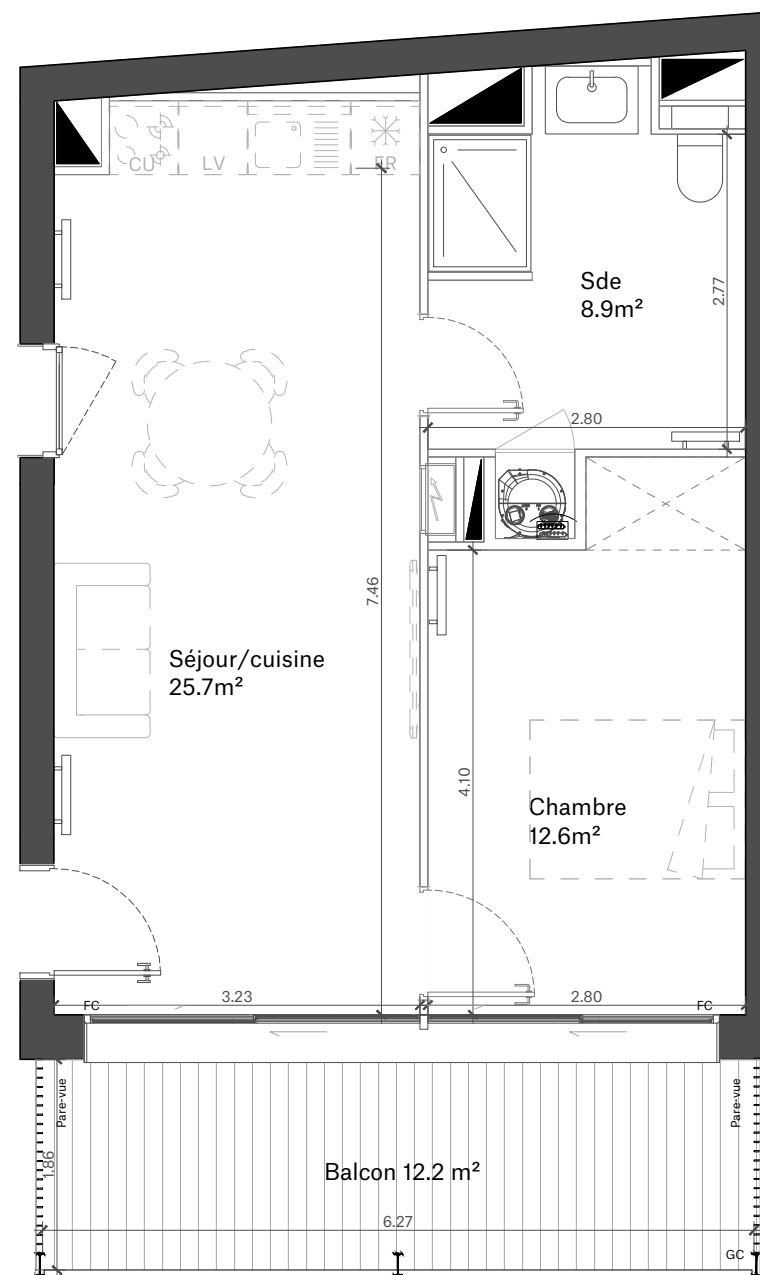 CU
LV
FR
Sde
8.9m²
2.77
2.80
7.46
Séjour/cuisine
25.7m²
4.10
Chambre
12.6m²
FC
3.23
2.80
FC
Pare-vue
Pare-vue
1.86
Balcon 12.2 m²
6.27
GC